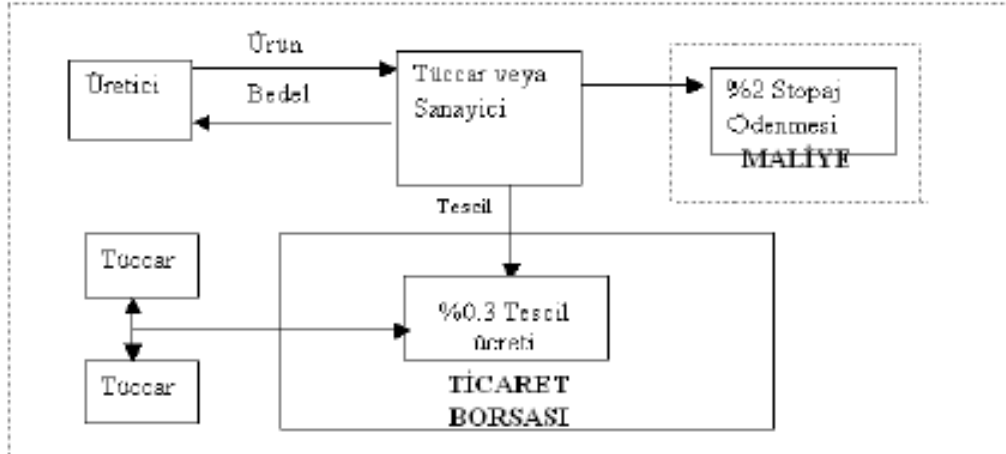 Ürün
Üretici
Bedel
Tüccar veya
Sanayici
%2 Stopaj
Ödenmesi
MALİYE
Tescil
Tüccar
%0.3 Tescil
ücreti
Tüccar
TİCARET
BORSASI